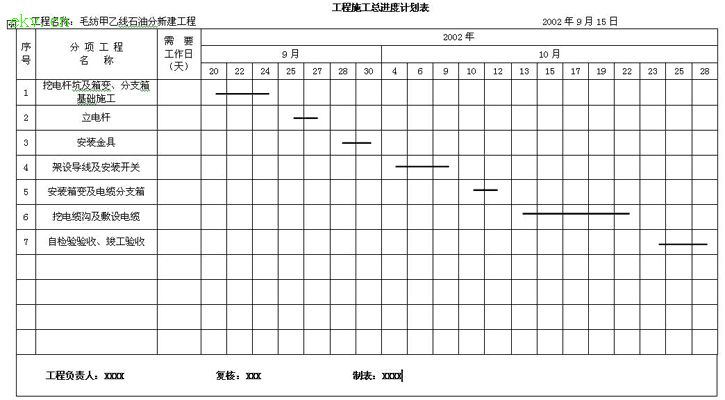 工程施工总进度计划表
工程名称：毛纺甲乙线石油分新建工程 2002 年 9 月 15 日
序号 分 项 工 程 名 称 需 要 工作日 （天） 2002 年
9 月 10 月
20 22 24 25 27 28 30 4 6 9 10 12 13 15 17 19 22 23 25 28
1 挖电杆坑及箱变、分支箱
基础施工
2 立电杆
3 安装金具
4 架设导线及安装开关
5 安装箱变及电缆分支箱
6 挖电缆沟及敷设电缆
7 自检验验收、竣工验收
工程负责人：XXXX 复核：XXX 制表：XXXX